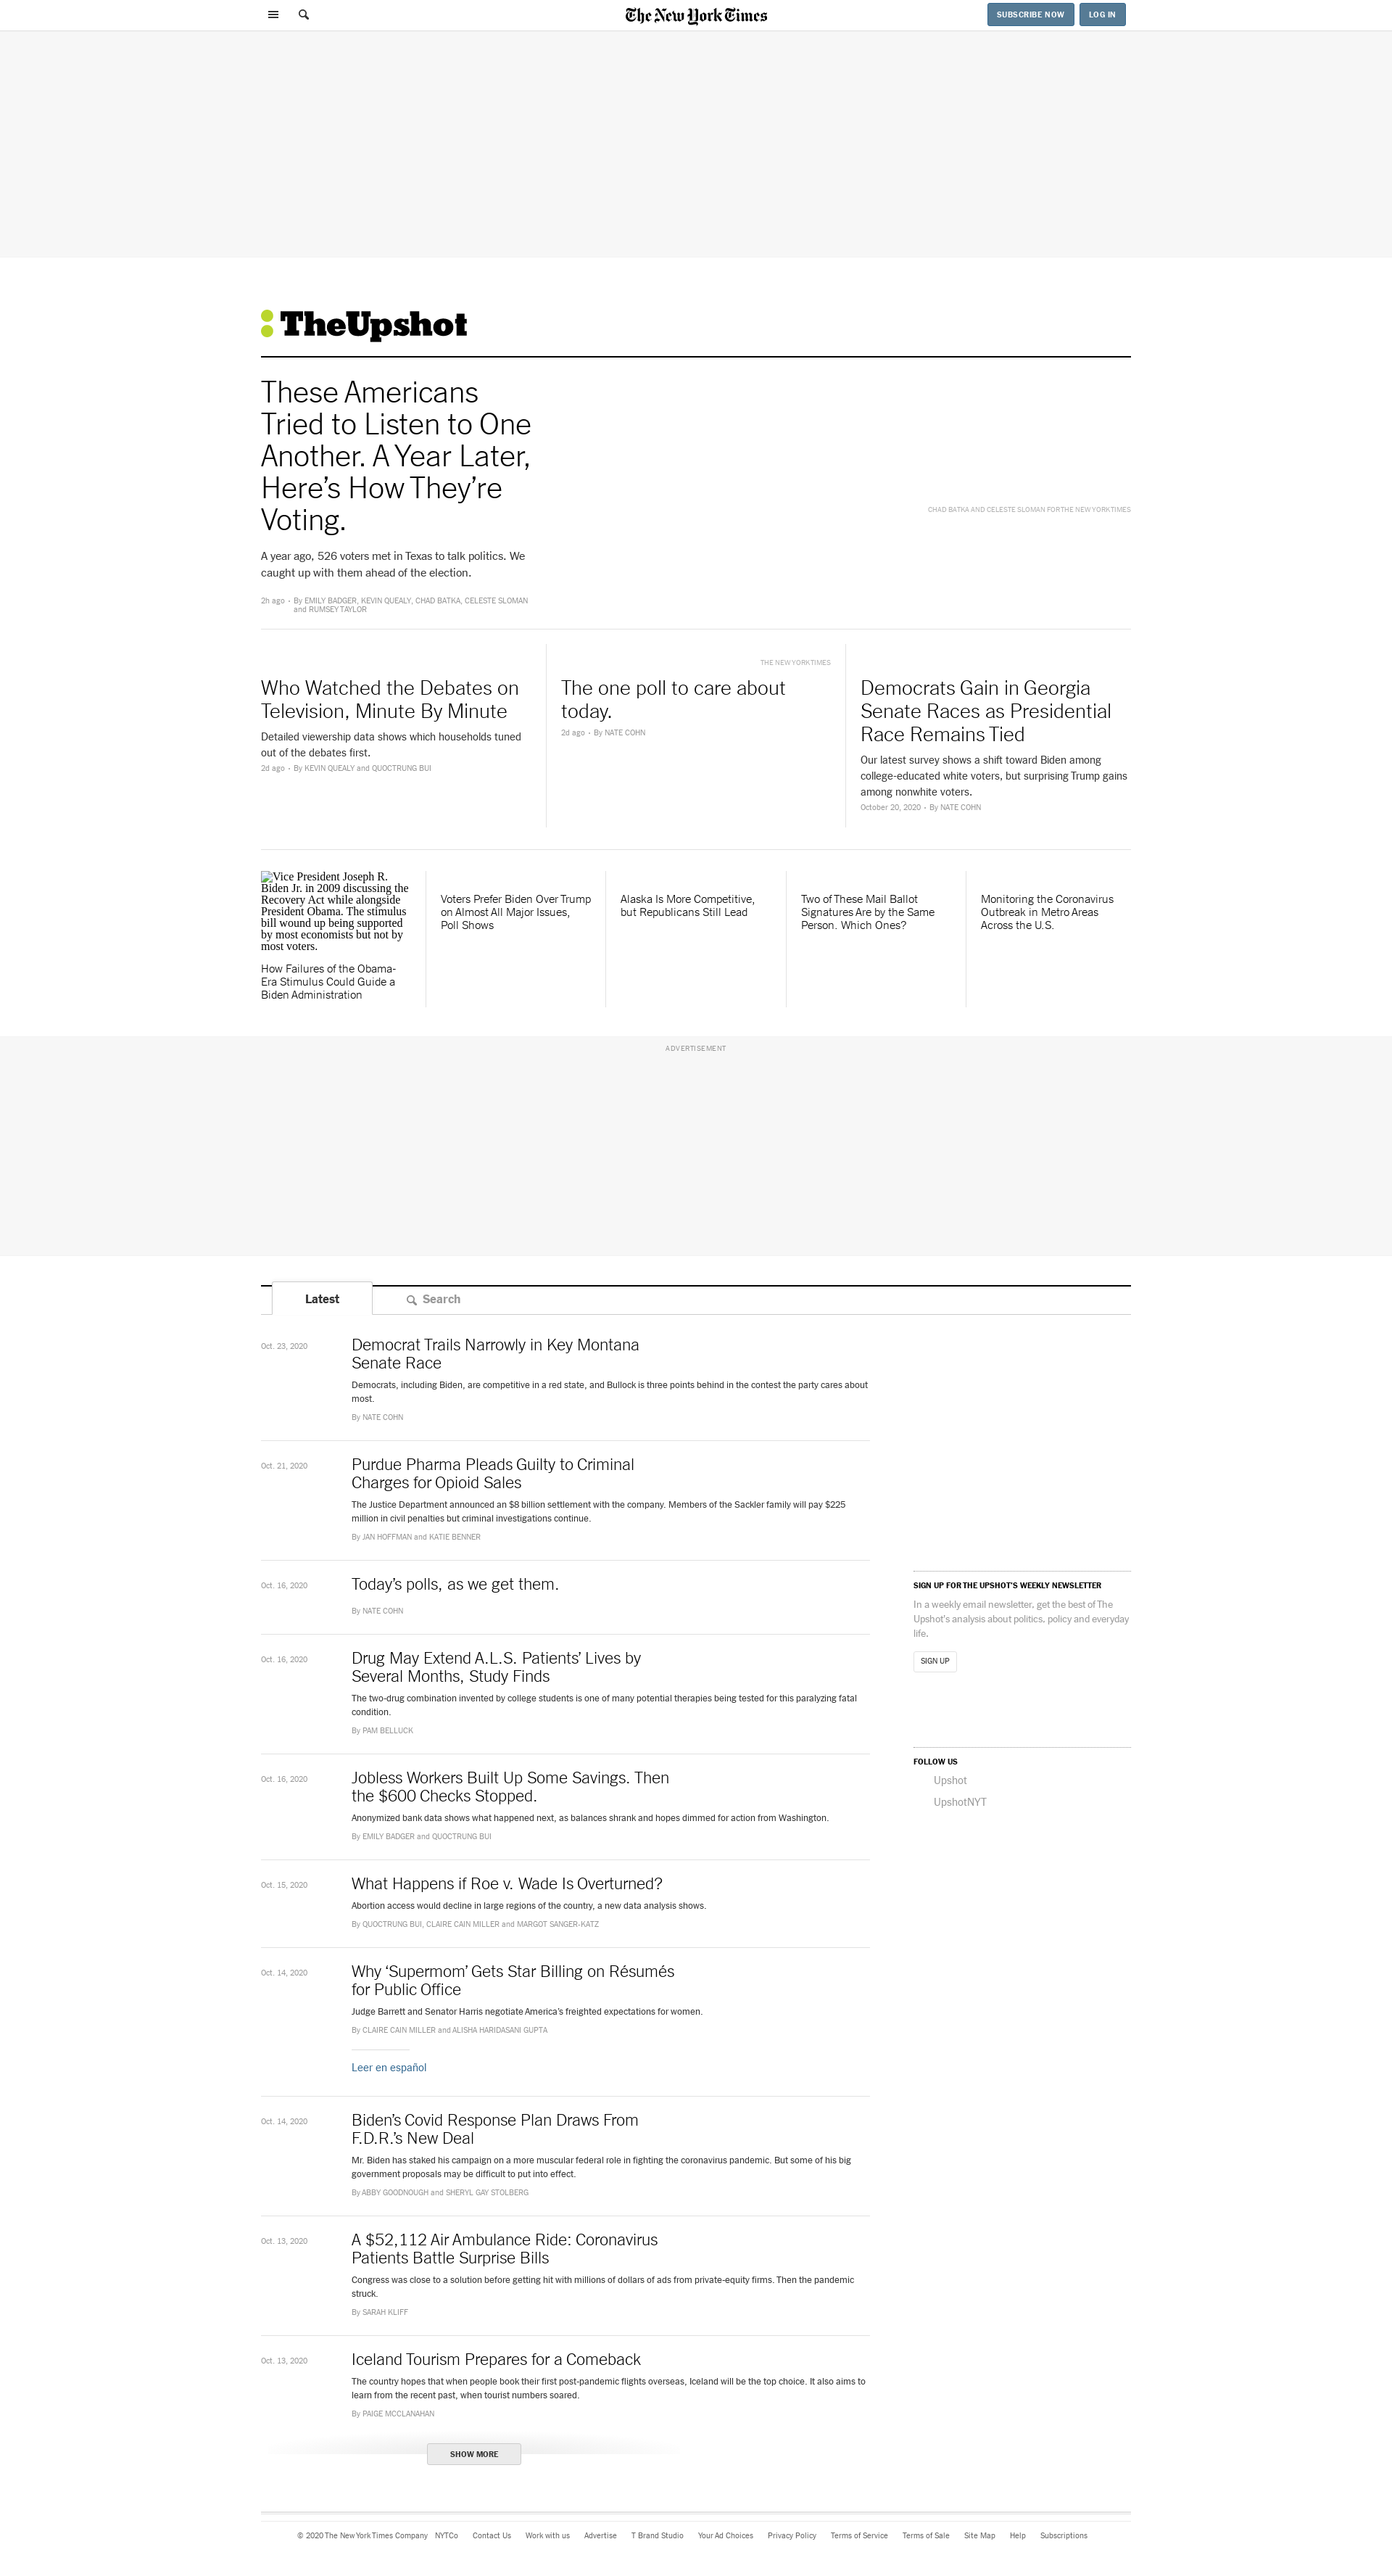 The New York Times
SUBSCRIBE NOW
LOG IN
TheUpshot
These Americans
Tried to Listen to One
Another. A Year Later,
Here’s How They’re
Voting.
A year ago, 526 voters met in Texas to talk politics. We
caught up with them ahead of the election.
2h ago • By EMILY BADGER, KEVIN QUEALY, CHAD BATKA, CELESTE SLOMAN
and RUMSEY TAYLOR
CHAD BATKA AND CELESTE SLOMAN FOR THE NEW YORK TIMES
Who Watched the Debates on
Television, Minute By Minute
Detailed viewership data shows which households tuned
out of the debates first.
2d ago • By KEVIN QUEALY and QUOCTRUNG BUI
THE NEW YORK TIMES
The one poll to care about
today.
2d ago • By NATE COHN
Democrats Gain in Georgia
Senate Races as Presidential
Race Remains Tied
Our latest survey shows a shift toward Biden among
college-educated white voters, but surprising Trump gains
among nonwhite voters.
October 20, 2020 • By NATE COHN
Vice President Joseph R.
Biden Jr. in 2009 discussing the
Recovery Act while alongside
President Obama. The stimulus
bill wound up being supported
by most economists but not by
most voters.
How Failures of the Obama-
Era Stimulus Could Guide a
Biden Administration
Voters Prefer Biden Over Trump
on Almost All Major Issues,
Poll Shows
Alaska Is More Competitive,
but Republicans Still Lead
Two of These Mail Ballot
Signatures Are by the Same
Person. Which Ones?
Monitoring the Coronavirus
Outbreak in Metro Areas
Across the U.S.
ADVERTISEMENT
Latest
Search
Oct. 23, 2020
Democrat Trails Narrowly in Key Montana
Senate Race
Democrats, including Biden, are competitive in a red state, and Bullock is three points behind in the contest the party cares about
most.
By NATE COHN
Oct. 21, 2020
Purdue Pharma Pleads Guilty to Criminal
Charges for Opioid Sales
The Justice Department announced an $8 billion settlement with the company. Members of the Sackler family will pay $225
million in civil penalties but criminal investigations continue.
By JAN HOFFMAN and KATIE BENNER
Oct. 16, 2020
Today’s polls, as we get them.
By NATE COHN
Oct. 16, 2020
Drug May Extend A.L.S. Patients’ Lives by
Several Months, Study Finds
The two-drug combination invented by college students is one of many potential therapies being tested for this paralyzing fatal
condition.
By PAM BELLUCK
Oct. 16, 2020
Jobless Workers Built Up Some Savings. Then
the $600 Checks Stopped.
Anonymized bank data shows what happened next, as balances shrank and hopes dimmed for action from Washington.
By EMILY BADGER and QUOCTRUNG BUI
Oct. 15, 2020
What Happens if Roe v. Wade Is Overturned?
Abortion access would decline in large regions of the country, a new data analysis shows.
By QUOCTRUNG BUI, CLAIRE CAIN MILLER and MARGOT SANGER-KATZ
Oct. 14, 2020
Why ‘Supermom’ Gets Star Billing on Résumés
for Public Office
Judge Barrett and Senator Harris negotiate America’s freighted expectations for women.
By CLAIRE CAIN MILLER and ALISHA HARIDASANI GUPTA
Leer en español
Oct. 14, 2020
Biden’s Covid Response Plan Draws From
F.D.R.’s New Deal
Mr. Biden has staked his campaign on a more muscular federal role in fighting the coronavirus pandemic. But some of his big
government proposals may be difficult to put into effect.
By ABBY GOODNOUGH and SHERYL GAY STOLBERG
Oct. 13, 2020
A $52,112 Air Ambulance Ride: Coronavirus
Patients Battle Surprise Bills
Congress was close to a solution before getting hit with millions of dollars of ads from private-equity firms. Then the pandemic
struck.
By SARAH KLIFF
Oct. 13, 2020
Iceland Tourism Prepares for a Comeback
The country hopes that when people book their first post-pandemic flights overseas, Iceland will be the top choice. It also aims to
learn from the recent past, when tourist numbers soared.
By PAIGE MCCLANAHAN
SHOW MORE
SIGN UP FOR THE UPSHOT'S WEEKLY NEWSLETTER
In a weekly email newsletter, get the best of The
Upshot's analysis about politics, policy and everyday
life.
SIGN UP
FOLLOW US
Upshot
UpshotNYT
© 2020 The New York Times Company NYTCo Contact Us Work with us Advertise T Brand Studio Your Ad Choices Privacy Policy Terms of Service Terms of Sale Site Map Help Subscriptions